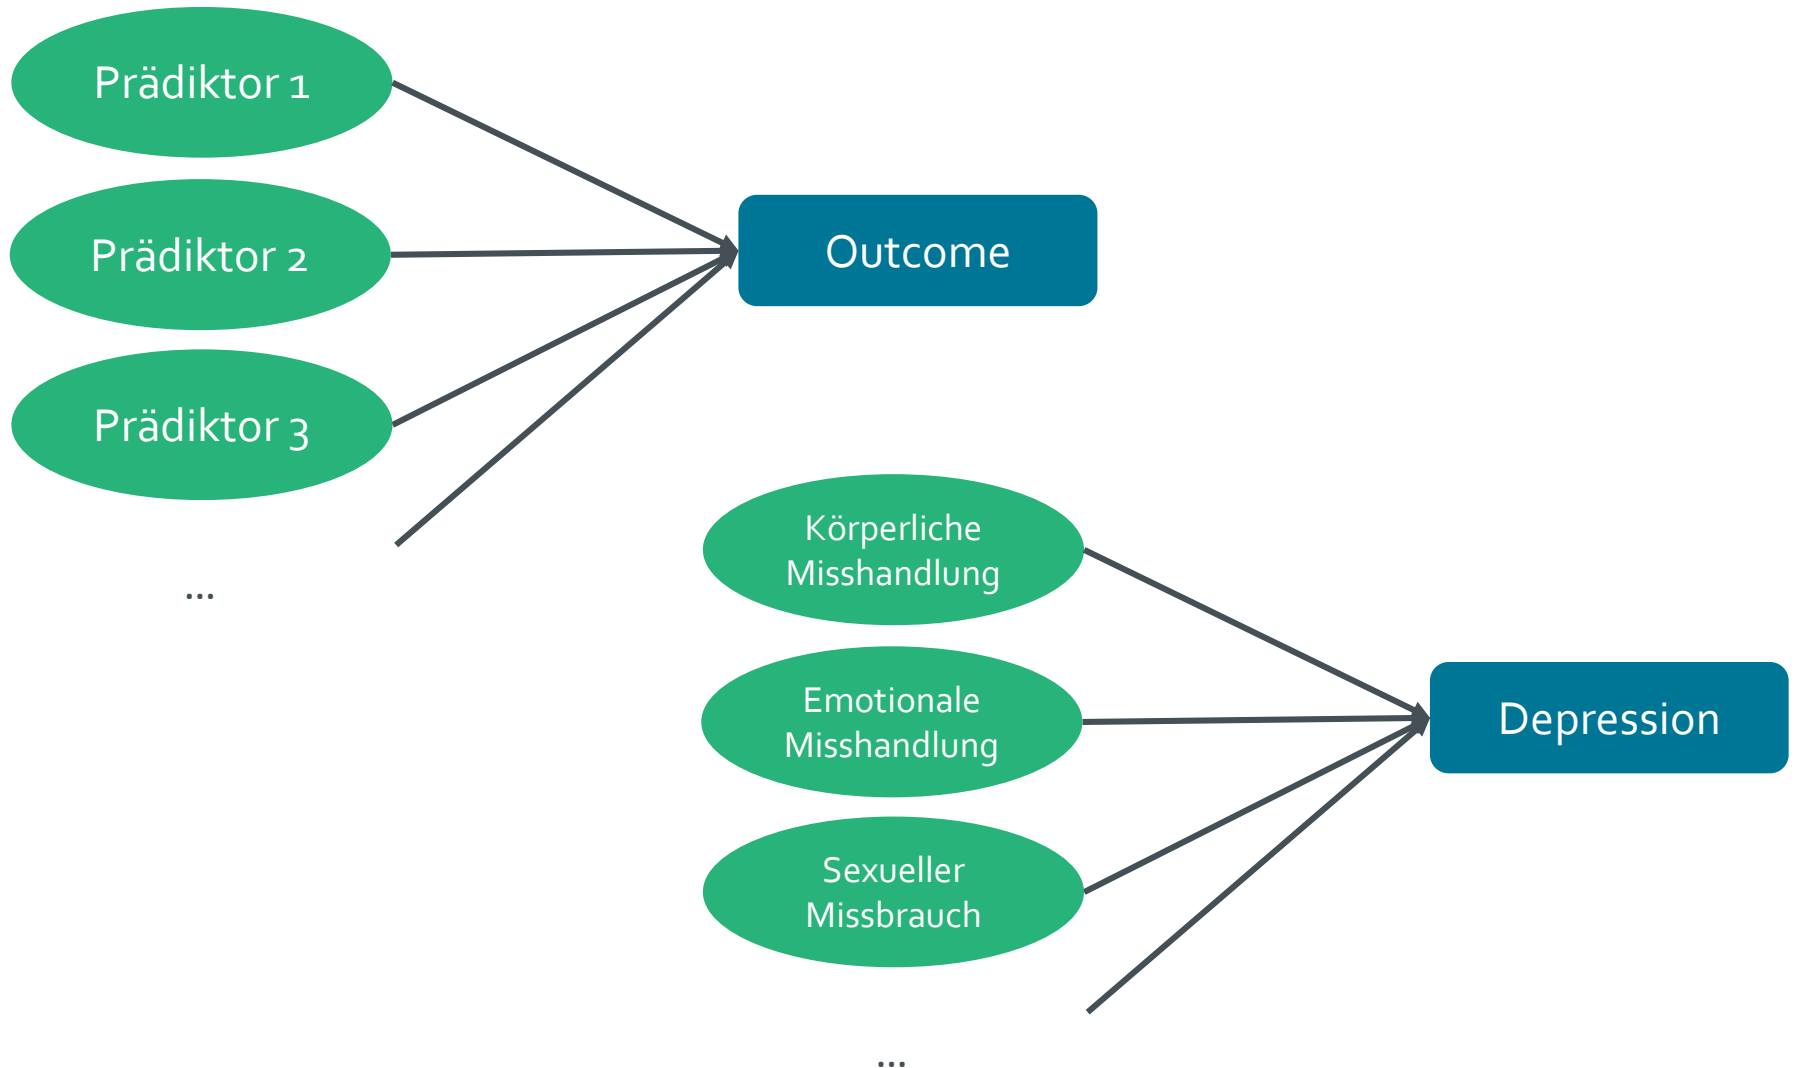 Prädiktor 1
Prädiktor 2
Prädiktor 3
...
Outcome
Körperliche
Misshandlung
Emotionale
Misshandlung
Sexueller
Missbrauch
...
Depression